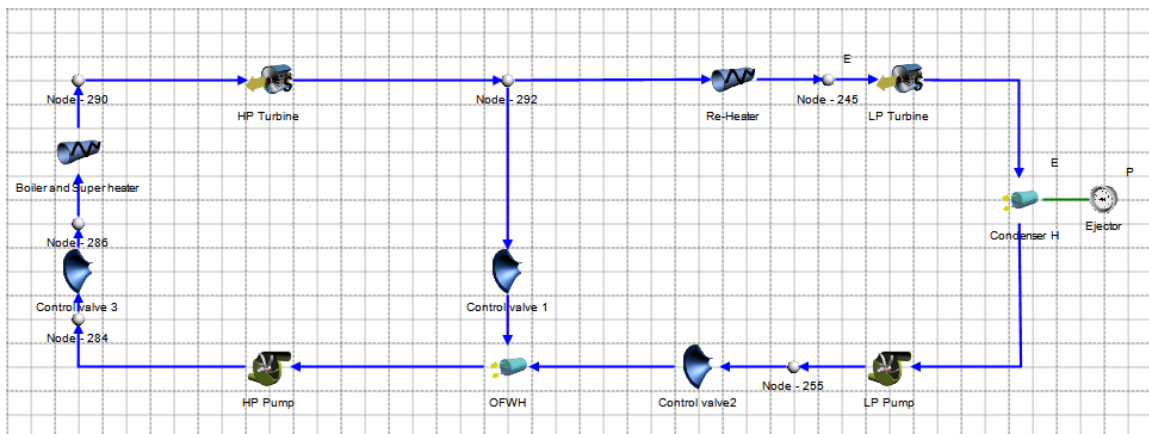 E
Node - 290
HP Turbine
Node - 292
Re-Heater
Node - 245
LP Turbine
E
P
Boiler and Super heater
Condenser H
Ejector
Node - 286
Control valve 3
Control valve 1
Node - 284
HP Pump
OFWH
Control valve2
Node - 255
LP Pump